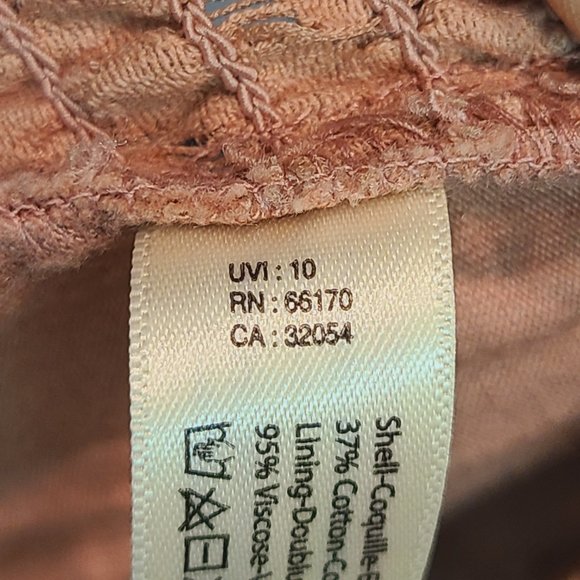 UVI : 10
RN : 66170
CA : 32054
Shell-Coquille
37% Cotton-Co
Lining-Doublu
95% Viscose-